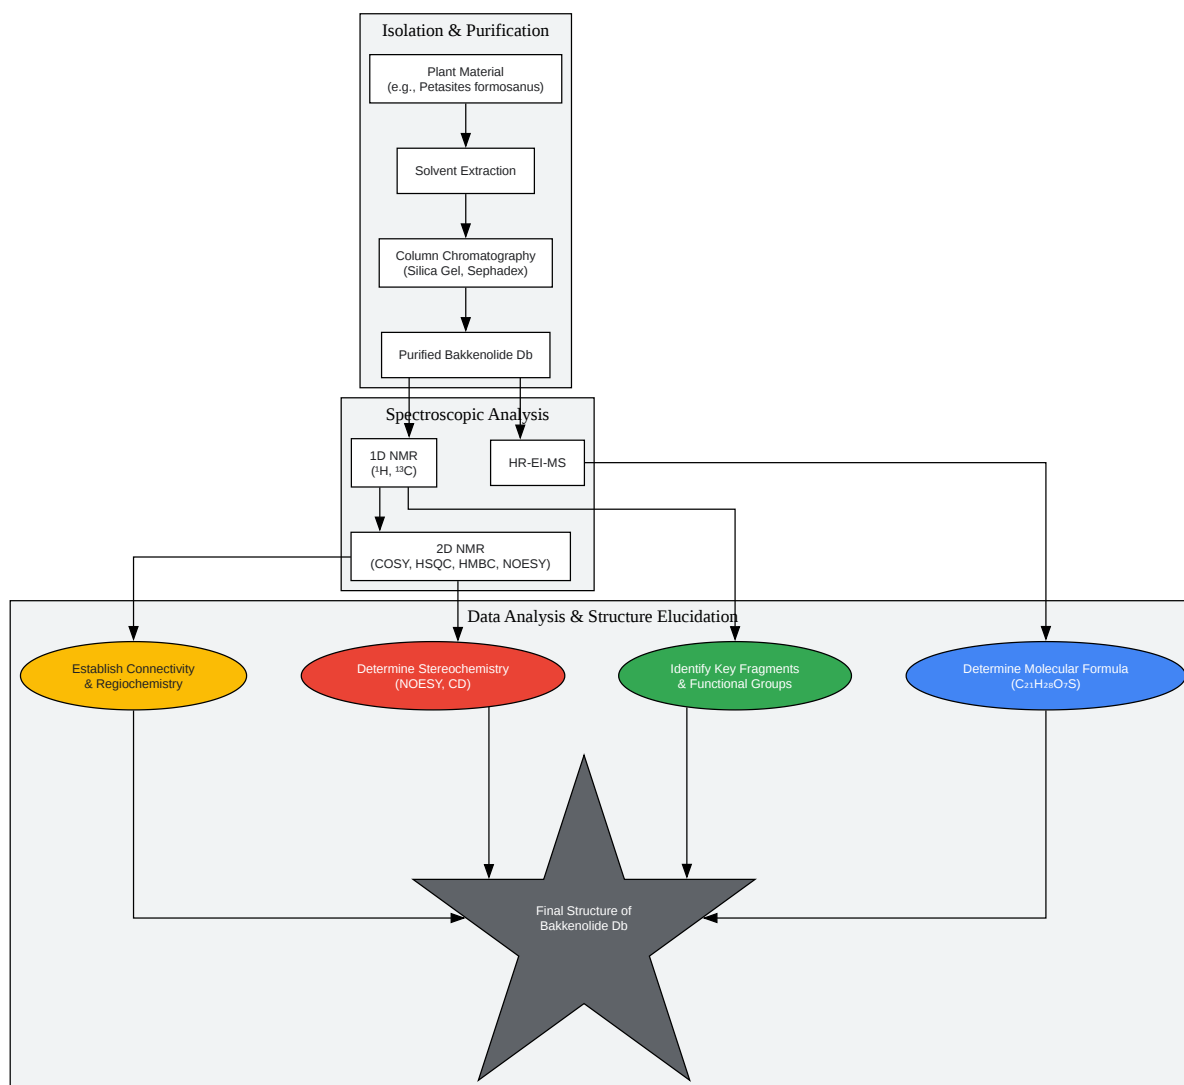 Isolation & Purification
Plant Material
(e.g., Petasites formosanus)
Solvent Extraction
Column Chromatography
(Silica Gel, Sephadex)
Purified Bakkenolide Db
Spectroscopic Analysis
1D NMR
(¹H, ¹³C)
HR-EI-MS
2D NMR
(COSY, HSQC, HMBC, NOESY)
Data Analysis & Structure Elucidation
Establish Connectivity
& Regiochemistry
Determine Stereochemistry
(NOESY, CD)
Identify Key Fragments
& Functional Groups
Determine Molecular Formula
(C₂₁H₂₈O₇S)
Final Structure of
Bakkenolide Db